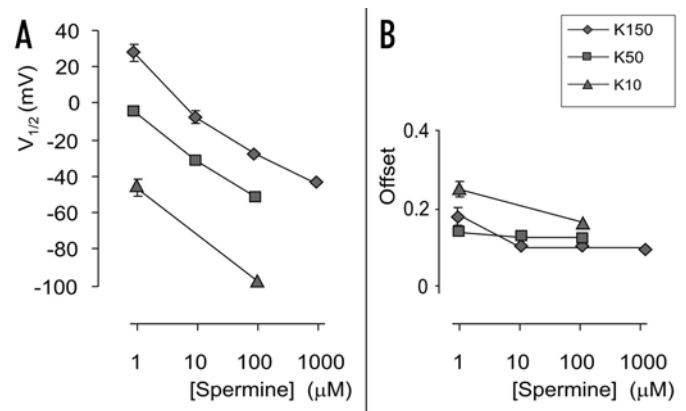 A
V1/2 (mV)
40
20
0
-20
-40
-60
-80
-100
1 10 100 1000
[Spermine] (μM)
B
K150
K50
K10
Offset
0.4
0.2
0
1 10 100 1000
[Spermine] (μM)